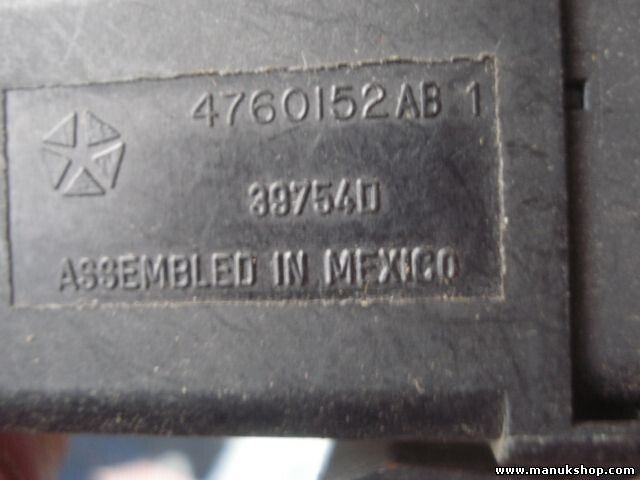 4760152AB 1
39754D
ASSEMBLED IN MEXICO
www.manukshop.com